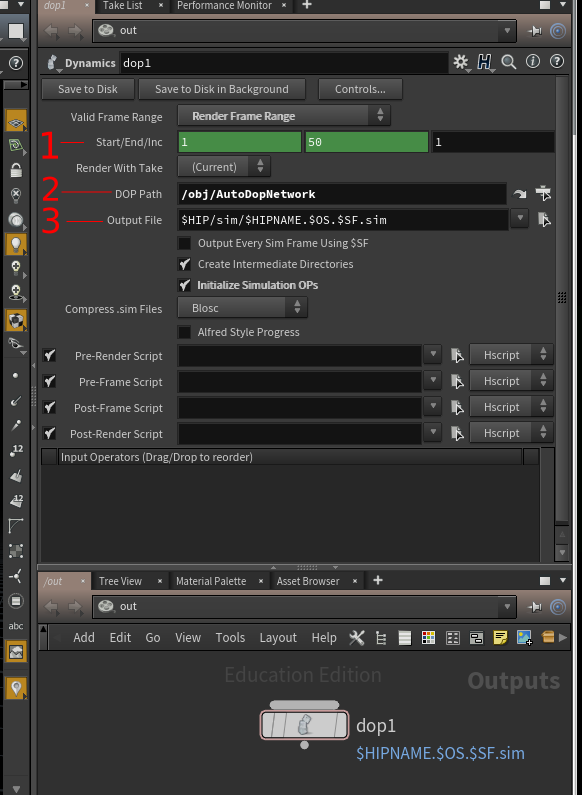 dop1 Take List Performance Monitor
out
Dynamics dop1
Save to Disk Save to Disk in Background Controls...
Valid Frame Range Render Frame Range
1 Start/End/Inc 1 50 1
Render With Take (Current)
2 DOP Path /obj/AutoDopNetwork
3 Output File $HIP/sim/$HIPNAME.$OS.$SF.sim
Output Every Sim Frame Using $SF
Create Intermediate Directories
Initialize Simulation OPs
Compress .sim Files Blosc
Alfred Style Progress
Pre-Render Script Hscript
Pre-Frame Script Hscript
Post-Frame Script Hscript
Post-Render Script Hscript
Input Operators (Drag/Drop to reorder)
12
12
abc
/out Tree View Material Palette Asset Browser
out
Add Edit Go View Tools Layout Help
Education Edition
Outputs
dop1
$HIPNAME.$OS.$SF.sim